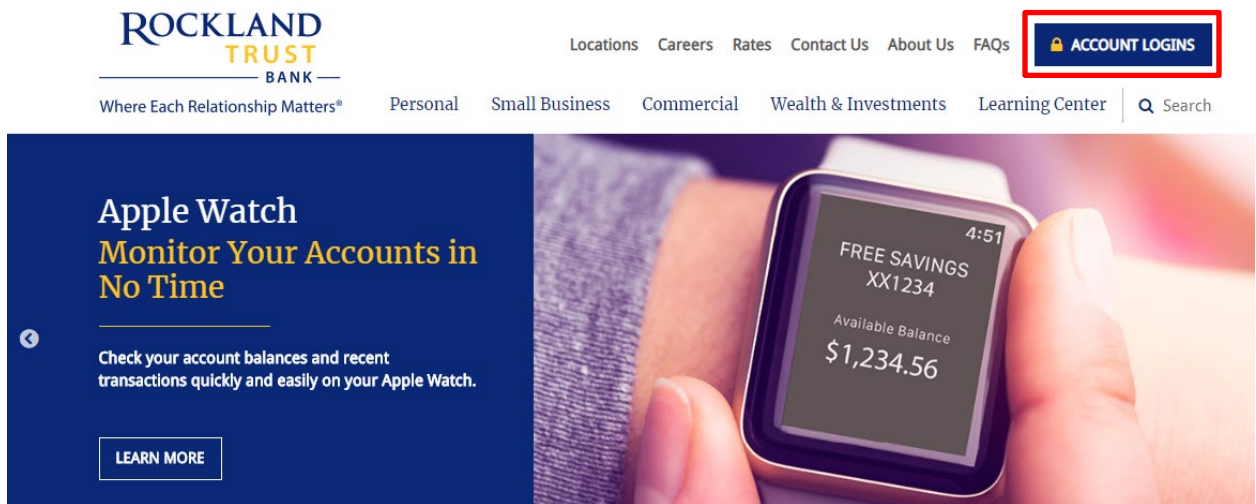 ROCKLAND
TRUST
BANK
Where Each Relationship Matters®
Locations Careers Rates Contact Us About Us FAQs ACCOUNT LOGINS
Personal Small Business Commercial Wealth & Investments Learning Center Search
Apple Watch
Monitor Your Accounts in
No Time
Check your account balances and recent
transactions quickly and easily on your Apple Watch.
LEARN MORE
4:51
FREE SAVINGS
XX1234
Available Balance
$1,234.56